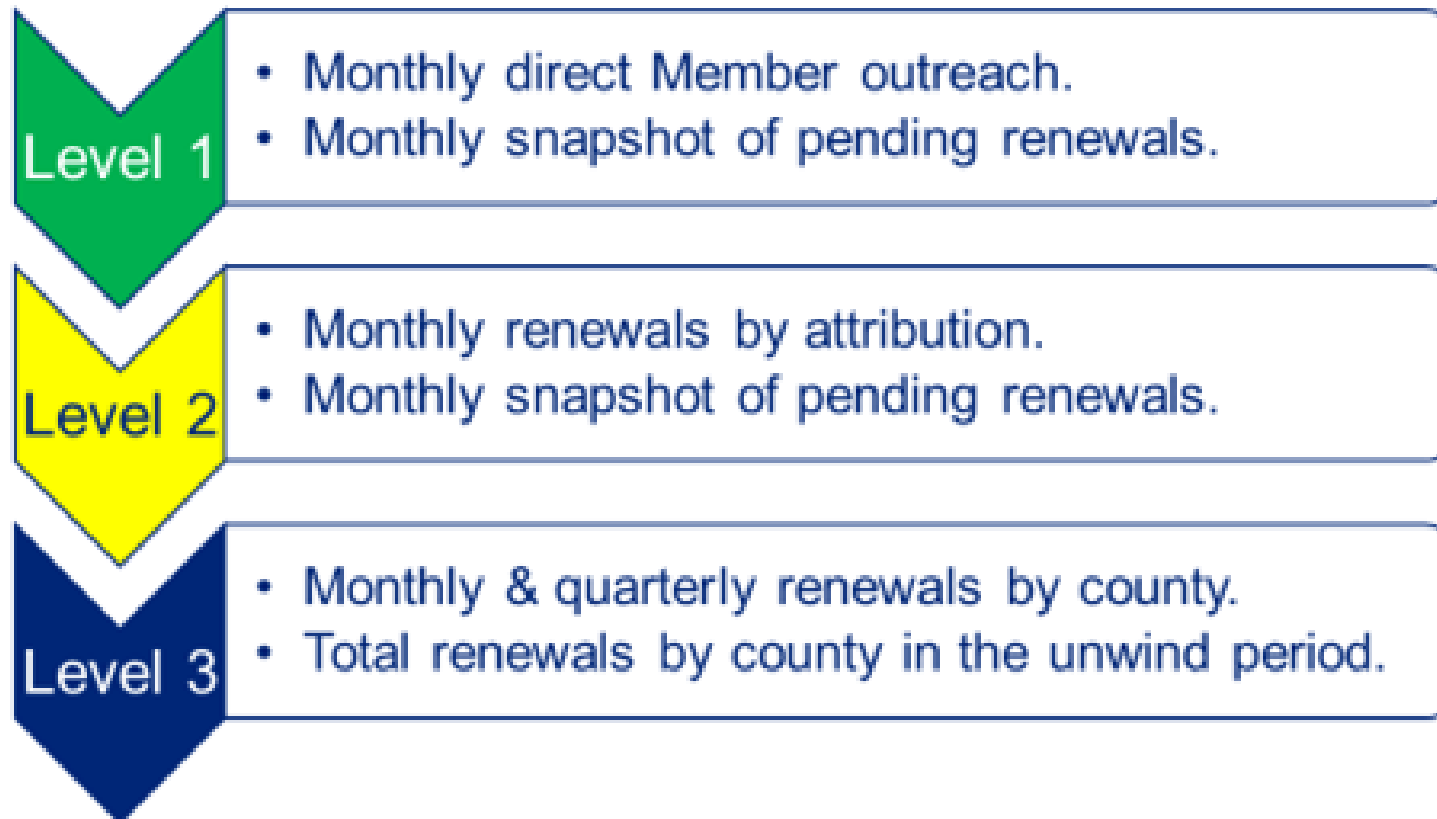 Level 1
• Monthly direct Member outreach.
• Monthly snapshot of pending renewals.
Level 2
• Monthly renewals by attribution.
• Monthly snapshot of pending renewals.
Level 3
• Monthly & quarterly renewals by county.
• Total renewals by county in the unwind period.